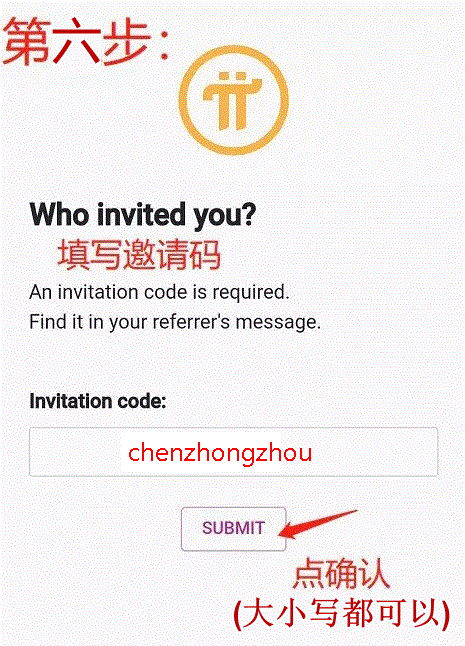 第六步：
Who invited you?
填写邀请码
An invitation code is required.
Find it in your referrer's message.
Invitation code:
chenzhongzhou
SUBMIT
点确认
(大小写都可以)